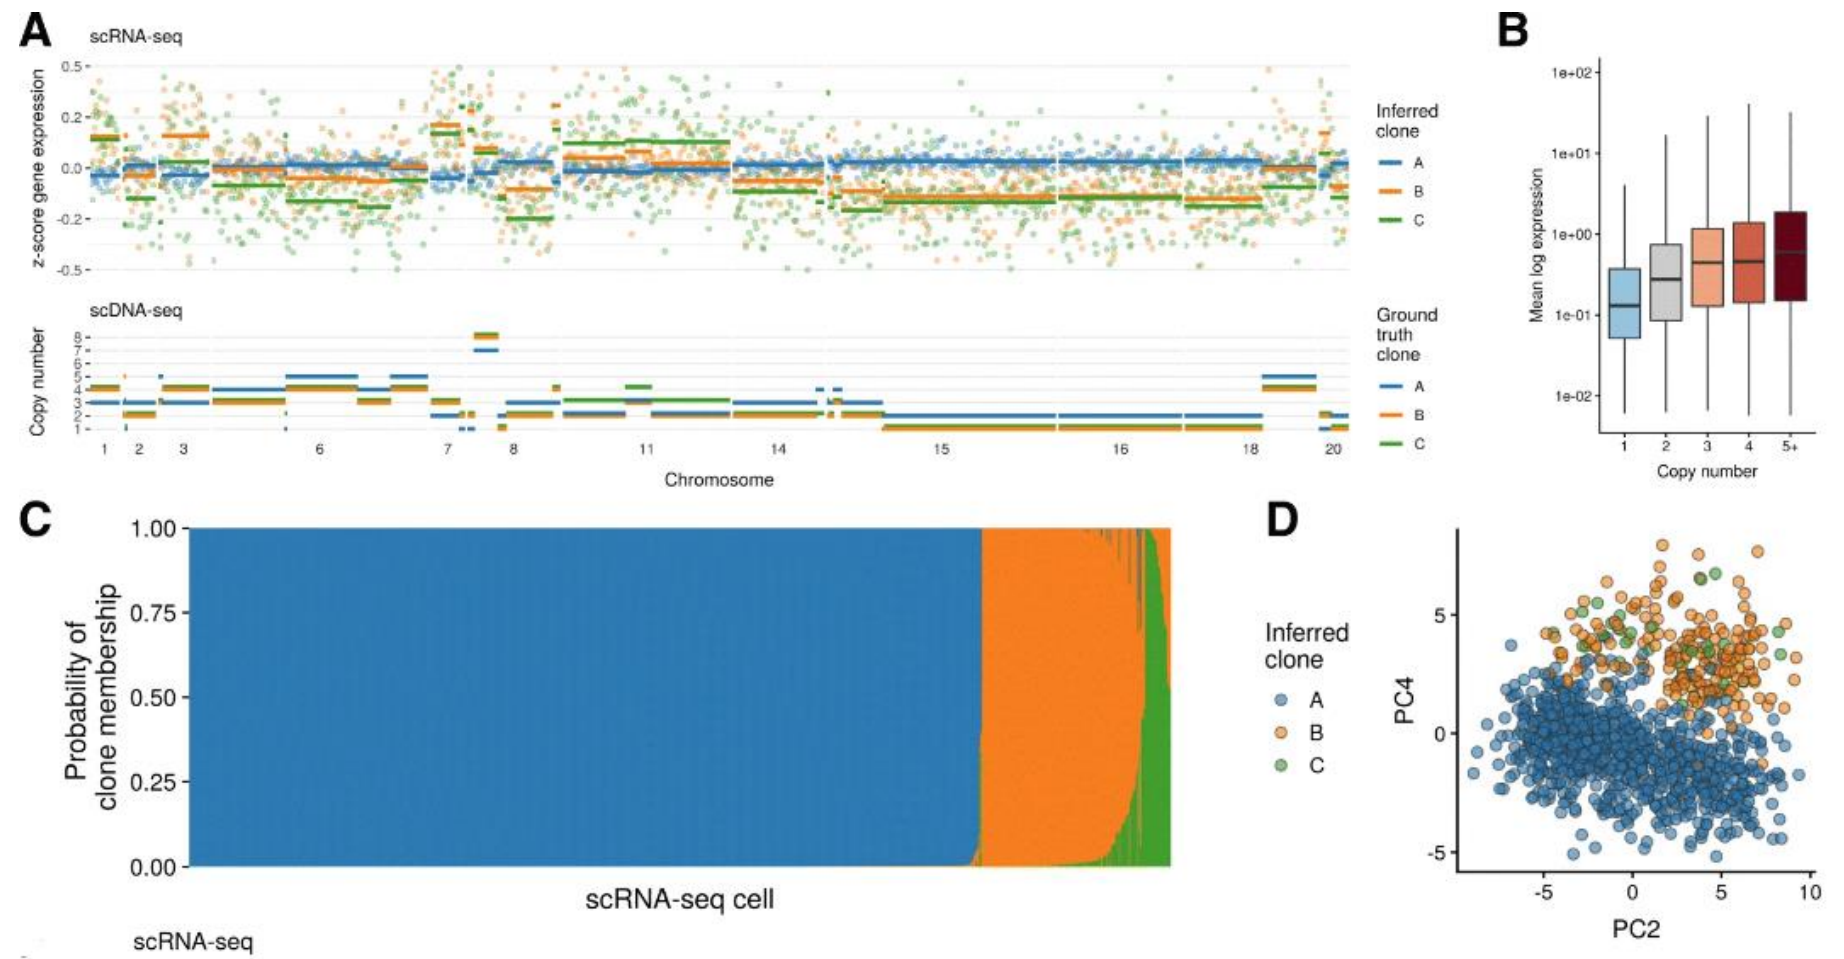 A
scRNA-seq
z-score gene expression
0.5
0.2
0.0
-0.2
-0.5
Inferred
clone
A
B
C
scDNA-seq
Copy number
8
7
6
5
4
3
2
1
1 2 3 6 7 8 11 14 15 16 18 20
Chromosome
Ground
truth
clone
A
B
C
B
Mean log expression
1e+02
1e+01
1e+00
1e-01
1e-02
1 2 3 4 5+
Copy number
C
Probability of
clone membership
1.00
0.75
0.50
0.25
0.00
scRNA-seq cell
scRNA-seq
Inferred
clone
A
B
C
D
PC4
5
0
-5
-5 0 5 10
PC2